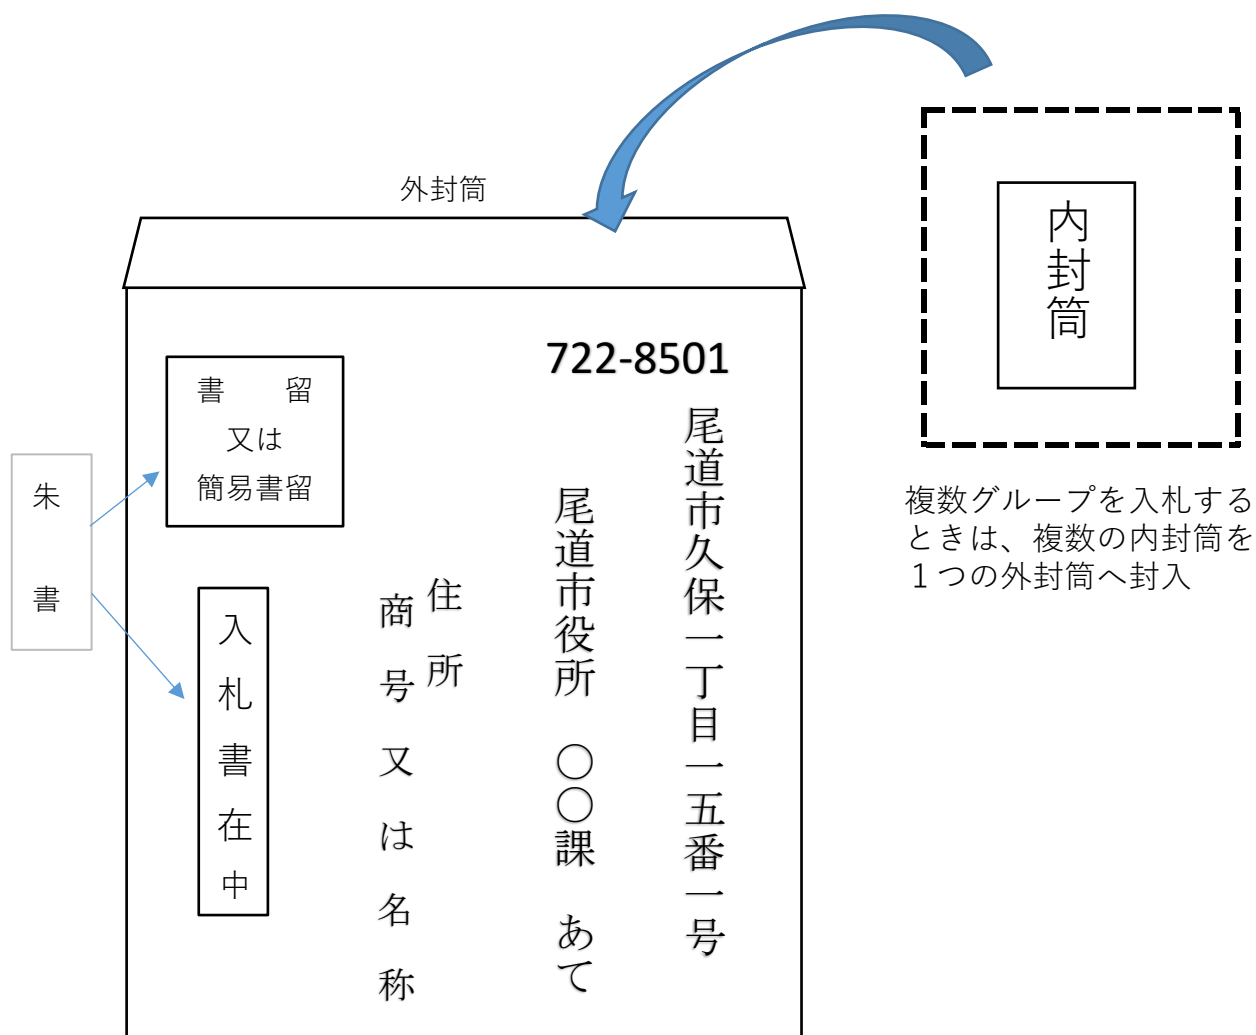 外封筒
内封筒
複数グループを入札する
ときは、複数の内封筒を
１つの外封筒へ封入
722-8501
尾道市久保一丁目一五番一号
尾道市役所　〇〇課　あて
住所
商号又は名称
書　　留
又は
簡易書留
入札書在中
朱書